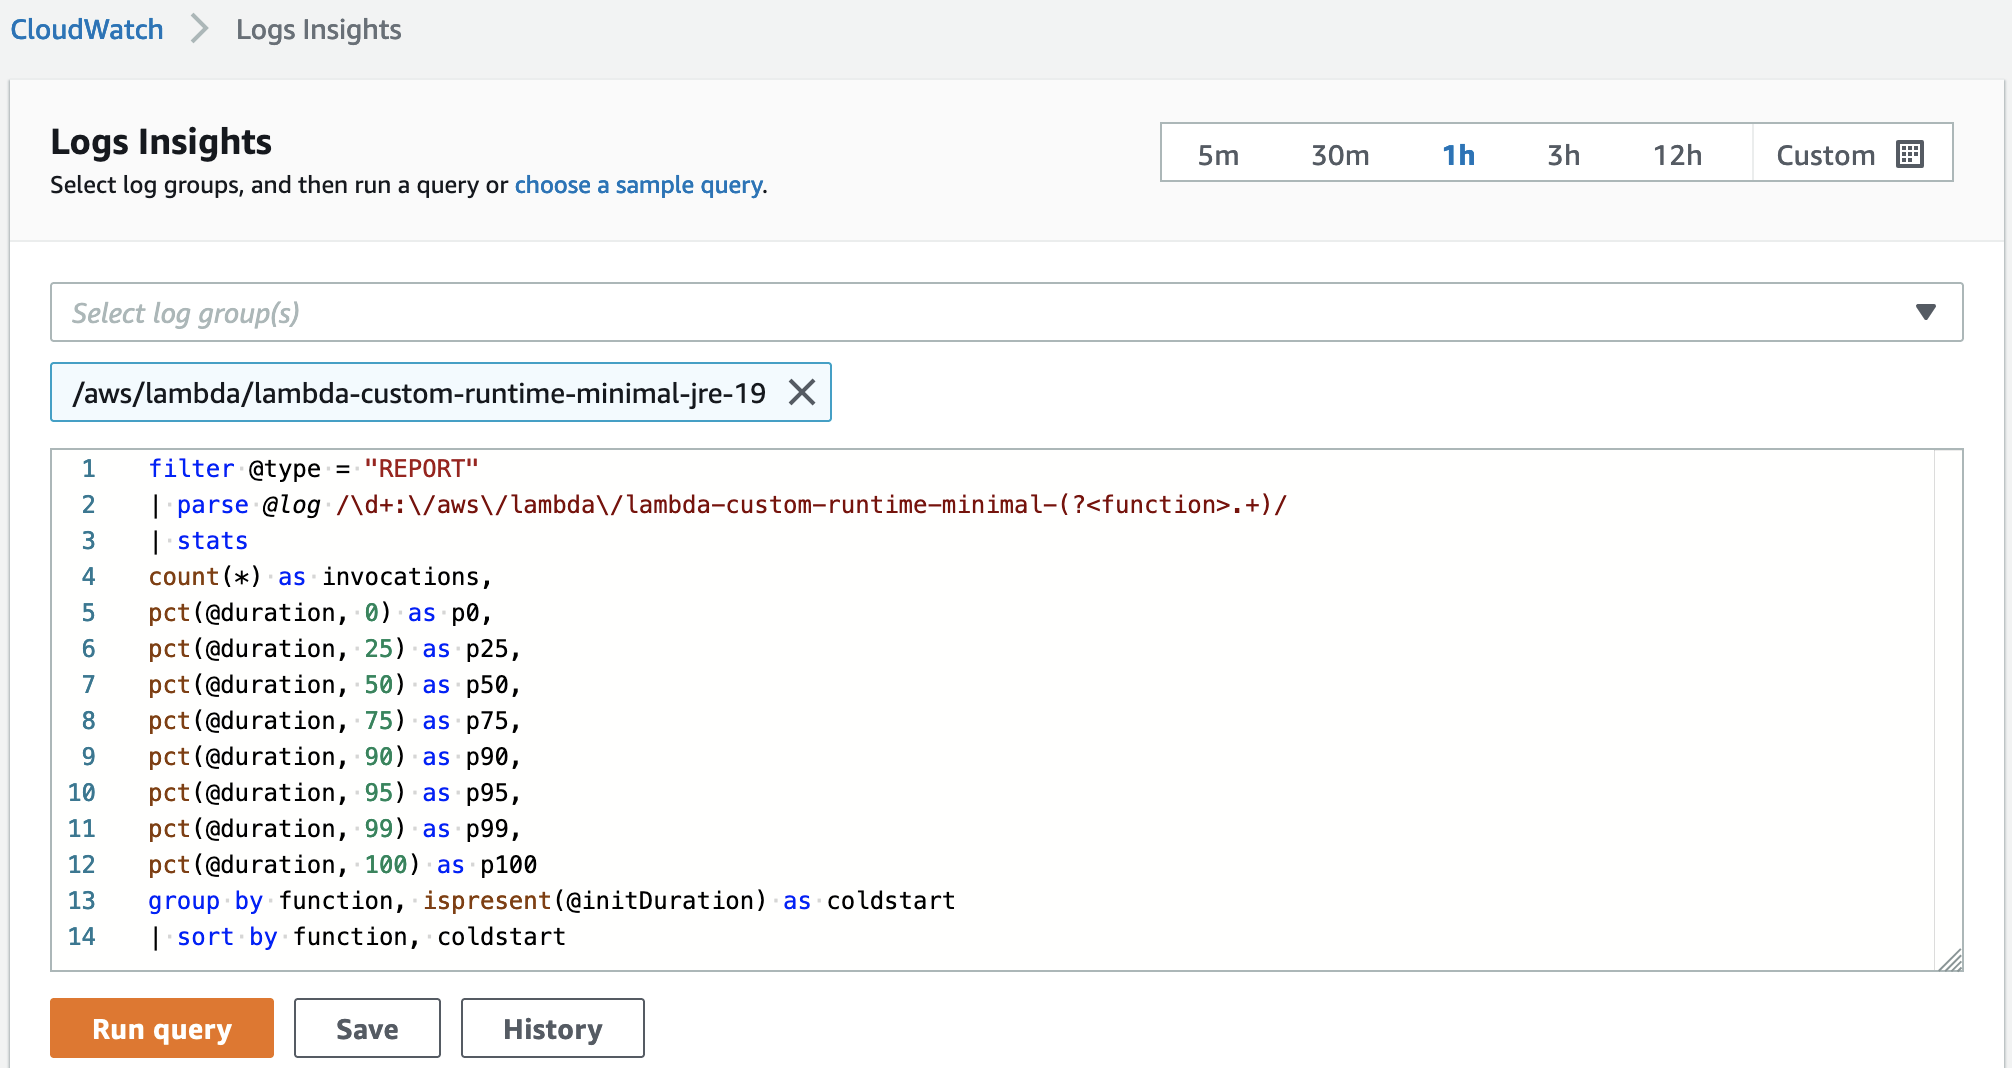 CloudWatch > Logs Insights
Logs Insights
Select log groups, and then run a query or choose a sample query.
5m 30m 1h 3h 12h Custom
Select log group(s)
/aws/lambda/lambda-custom-runtime-minimal-jre-19
1 filter @type = "REPORT"
2 | parse @log /\d+:\/aws\/lambda\/lambda-custom-runtime-minimal-(?<function>.+)/
3 | stats
4 count(*) as invocations,
5 pct(@duration, 0) as p0,
6 pct(@duration, 25) as p25,
7 pct(@duration, 50) as p50,
8 pct(@duration, 75) as p75,
9 pct(@duration, 90) as p90,
10 pct(@duration, 95) as p95,
11 pct(@duration, 99) as p99,
12 pct(@duration, 100) as p100
13 group by function, ispresent(@initDuration) as coldstart
14 | sort by function, coldstart
Run query Save History